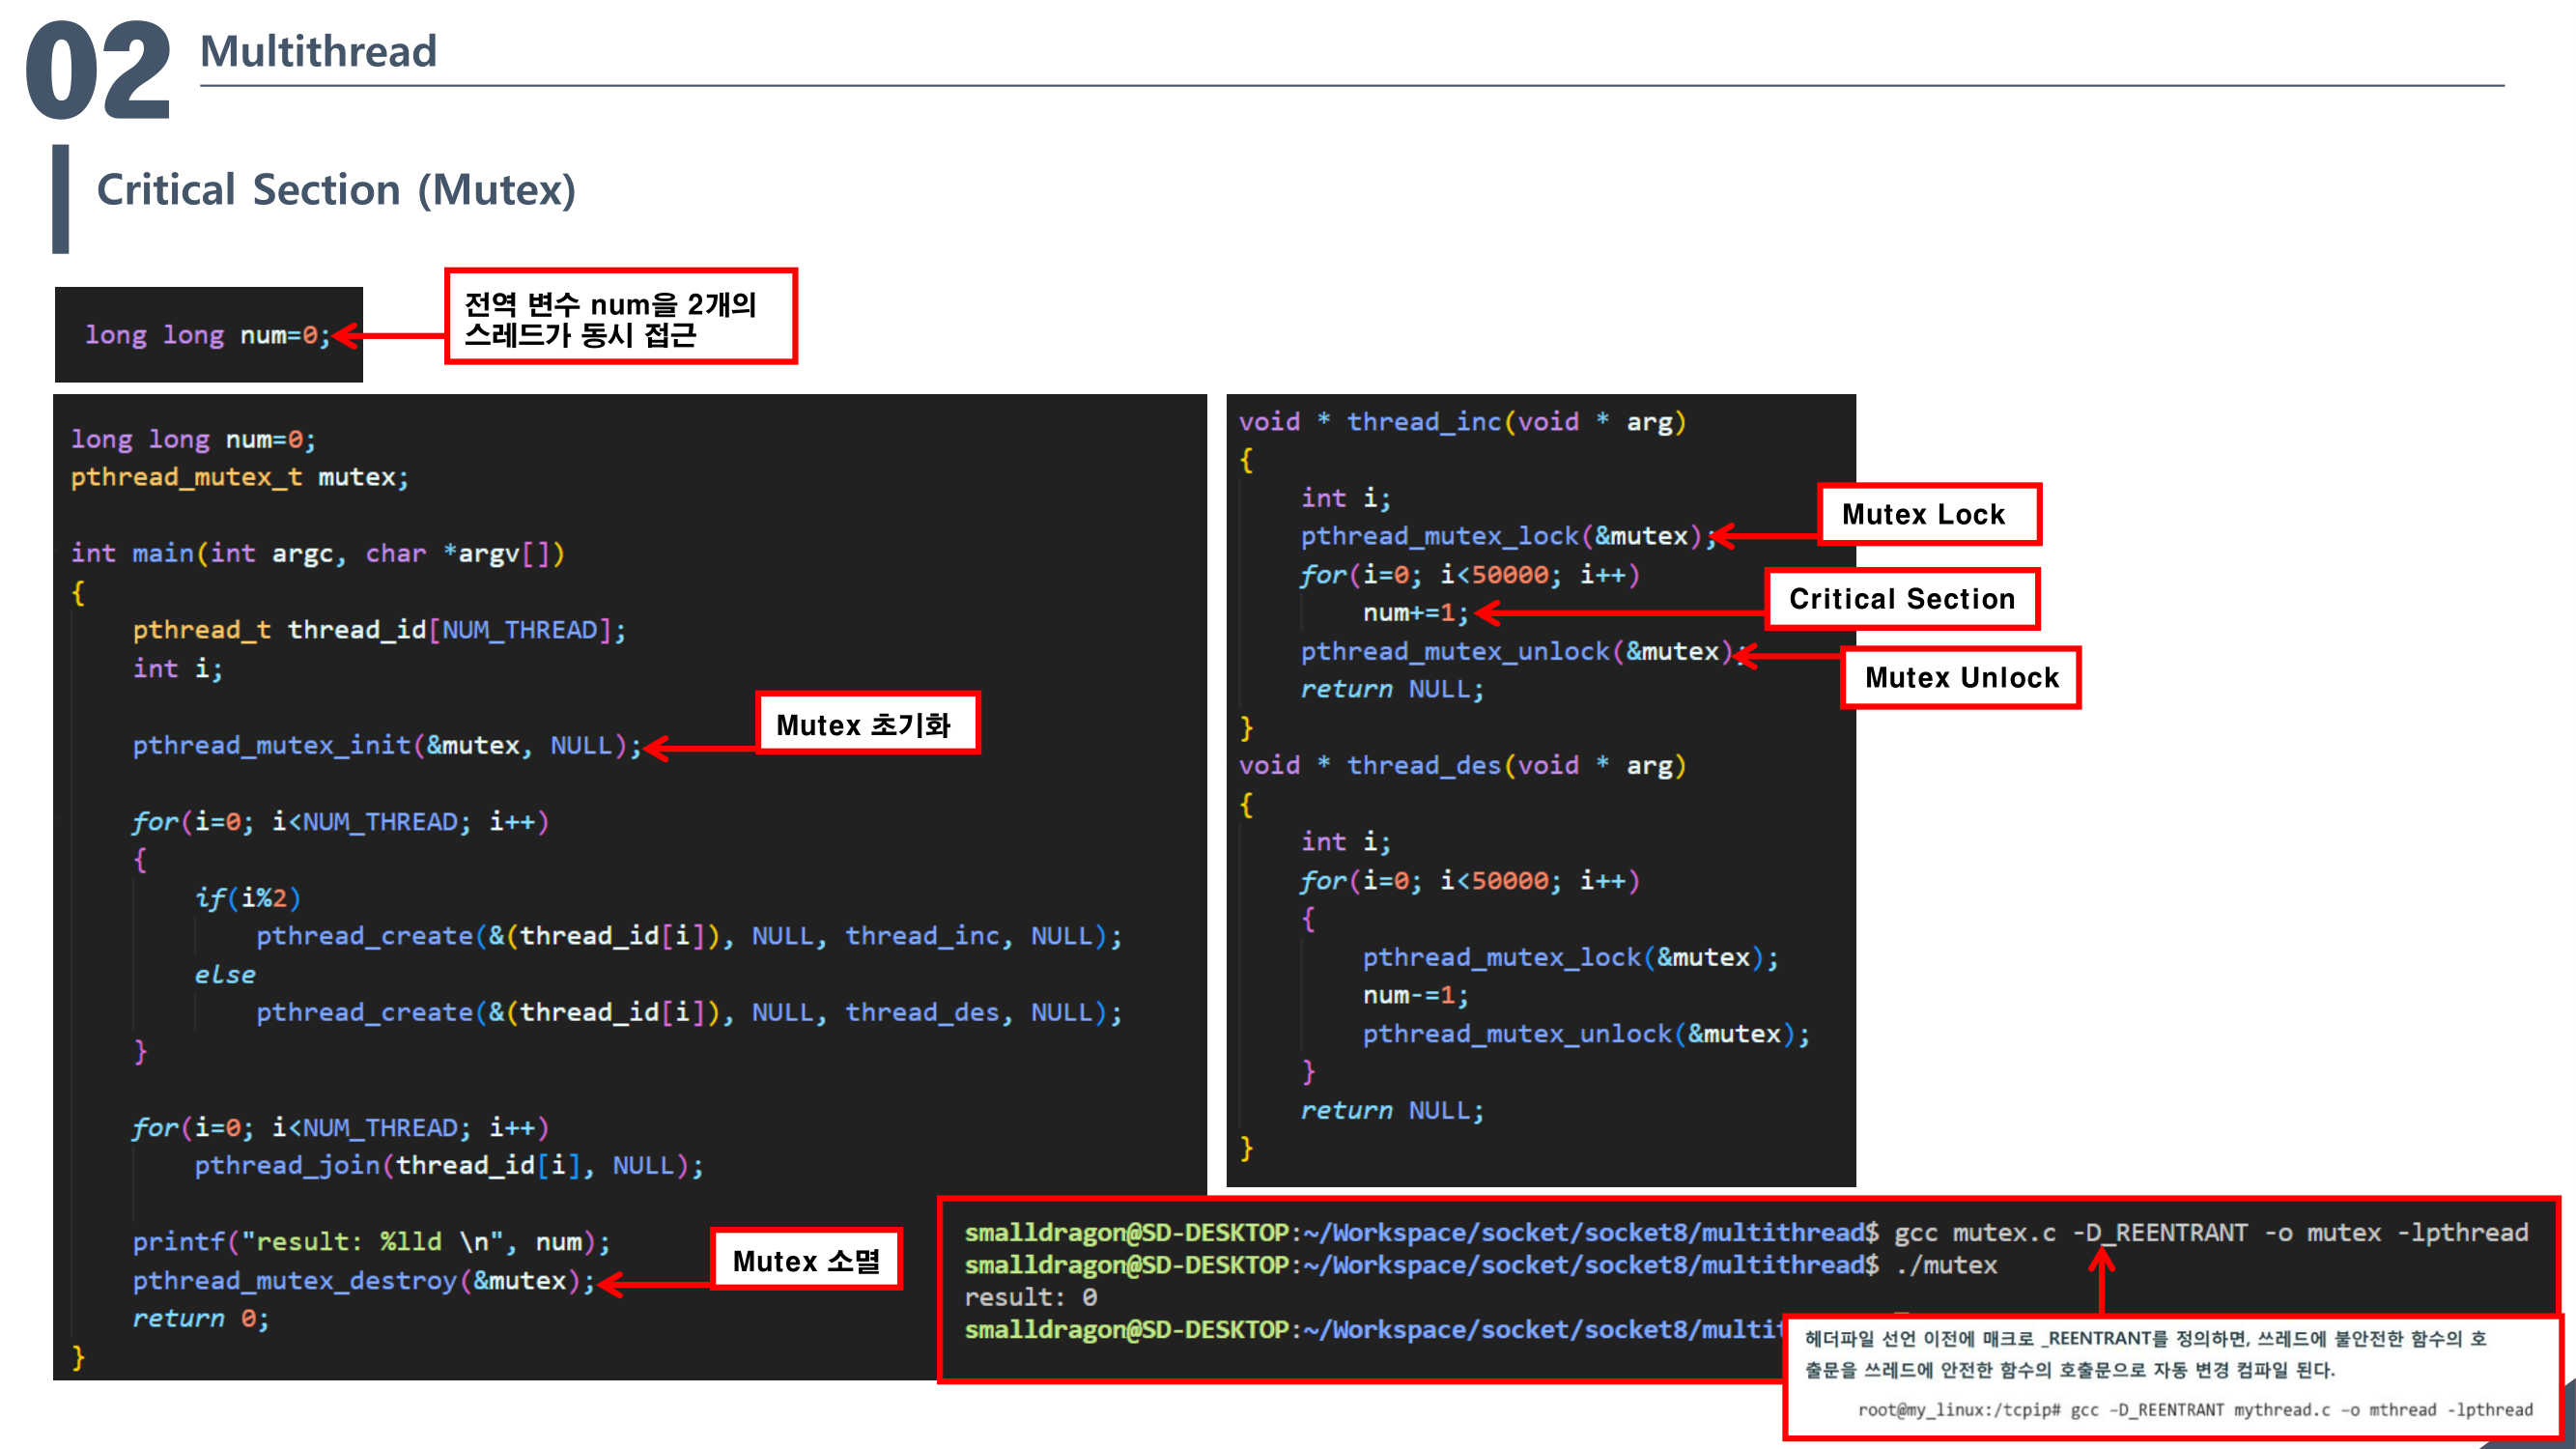 02 Multithread
Critical Section (Mutex)
long long num=0;
전역 변수 num을 2개의
스레드가 동시 접근
long long num=0;
pthread_mutex_t mutex;
int main(int argc, char *argv[])
{
pthread_t thread_id[NUM_THREAD];
int i;
pthread_mutex_init(&mutex, NULL);
Mutex 초기화
for(i=0; i<NUM_THREAD; i++)
{
if(i%2)
pthread_create(&(thread_id[i]), NULL, thread_inc, NULL);
else
pthread_create(&(thread_id[i]), NULL, thread_des, NULL);
}
for(i=0; i<NUM_THREAD; i++)
pthread_join(thread_id[i], NULL);
printf("result: %lld \n", num);
pthread_mutex_destroy(&mutex);
Mutex 소멸
return 0;
}
void * thread_inc(void * arg)
{
int i;
pthread_mutex_lock(&mutex);
Mutex Lock
for(i=0; i<50000; i++)
num+=1;
Critical Section
pthread_mutex_unlock(&mutex);
Mutex Unlock
return NULL;
}
void * thread_des(void * arg)
{
int i;
for(i=0; i<50000; i++)
{
pthread_mutex_lock(&mutex);
num-=1;
pthread_mutex_unlock(&mutex);
}
return NULL;
}
smalldragon@SD-DESKTOP:~/Workspace/socket/socket8/multithread$ gcc mutex.c -D_REENTRANT -o mutex -lpthread
smalldragon@SD-DESKTOP:~/Workspace/socket/socket8/multithread$ ./mutex
result: 0
smalldragon@SD-DESKTOP:~/Workspace/socket/socket8/multi
헤더파일 선언 이전에 매크로 _REENTRANT를 정의하면, 쓰레드에 불안전한 함수의 호
출문을 쓰레드에 안전한 함수의 호출문으로 자동 변경 컴파일 된다.
root@my_linux:/tcpip# gcc –D_REENTRANT mythread.c –o mthread -lpthread